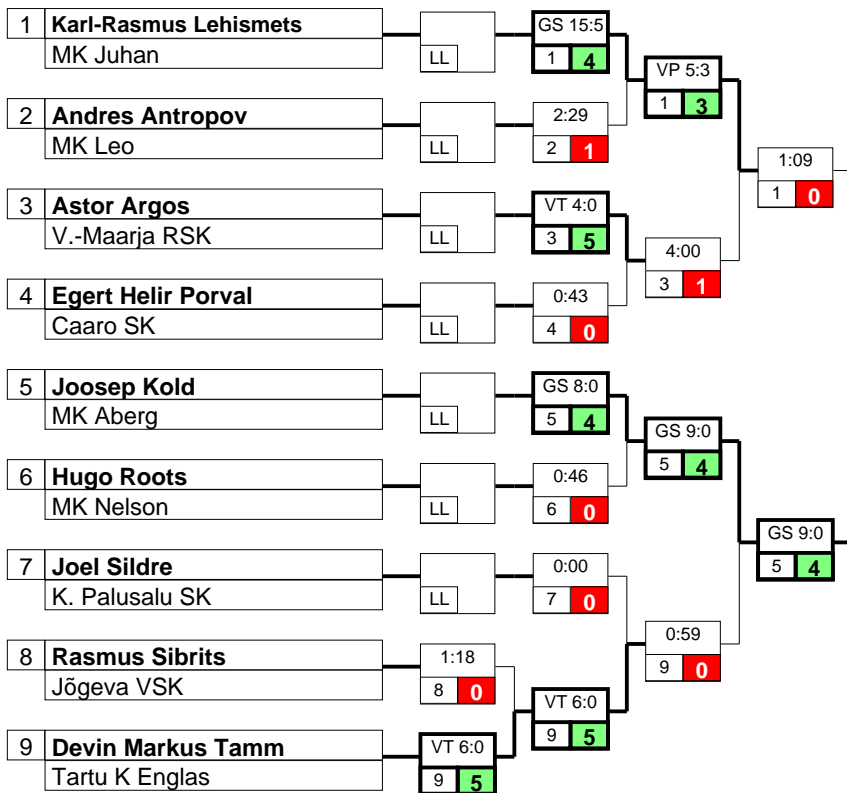 1 Karl-Rasmus Lehismets
MK Juhan
LL
GS 15:5
1 4
VP 5:3
1 3
2 Andres Antropov
MK Leo
LL
2:29
2 1
1:09
1 0
3 Astor Argos
V.-Maarja RSK
LL
VT 4:0
3 5
4:00
3 1
4 Egert Helir Porval
Caaro SK
LL
0:43
4 0
5 Joosep Kold
MK Aberg
LL
GS 8:0
5 4
GS 9:0
5 4
6 Hugo Roots
MK Nelson
LL
0:46
6 0
GS 9:0
5 4
7 Joel Sildre
K. Palusalu SK
LL
0:00
7 0
0:59
9 0
8 Rasmus Sibrits
Jõgeva VSK
1:18
8 0
VT 6:0
9 5
9 Devin Markus Tamm
Tartu K Englas
VT 6:0
9 5